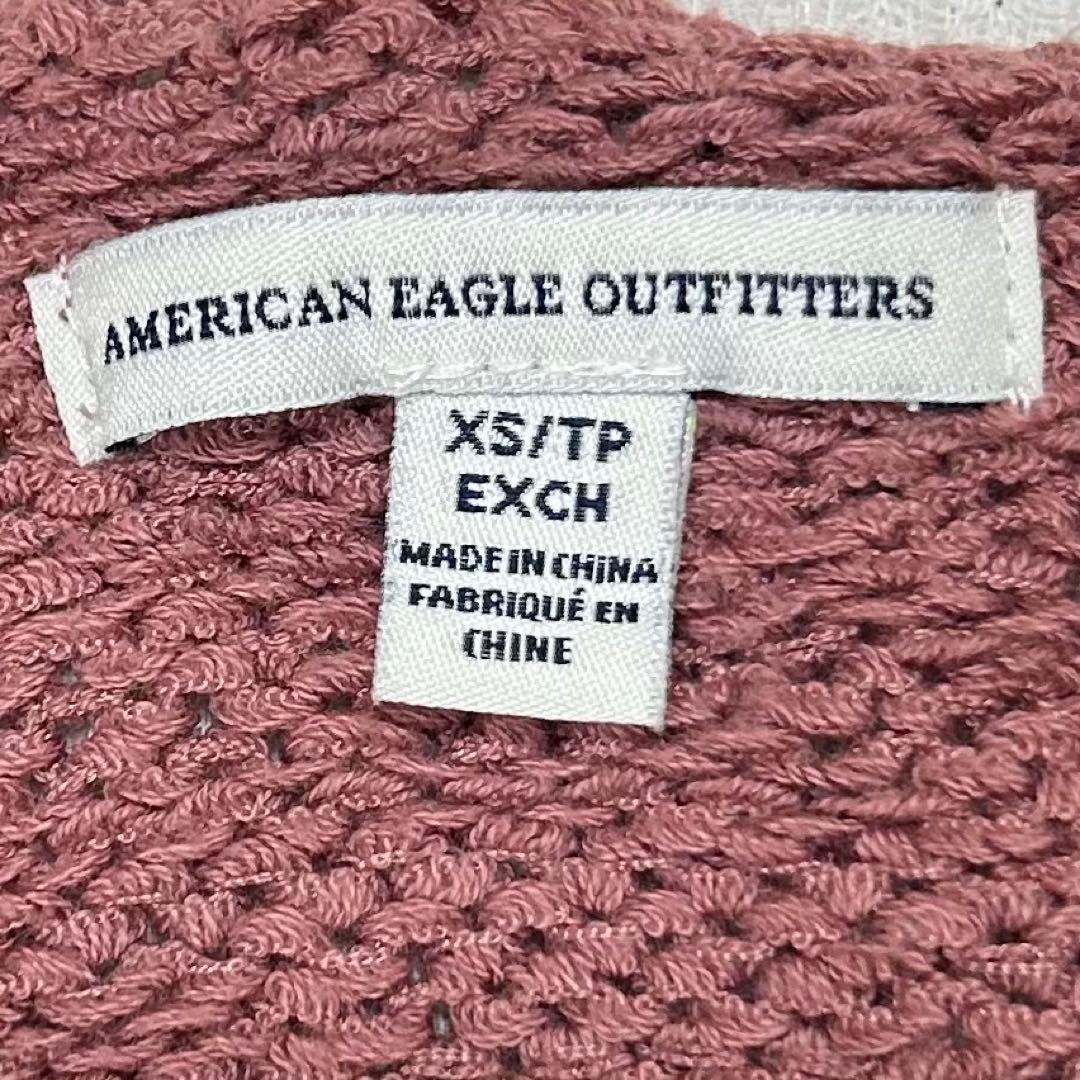 AMERICAN EAGLE OUTFITTERS
XS/TP
EXCH
MADE IN CHINA
FABRIQUÉ EN
CHINE